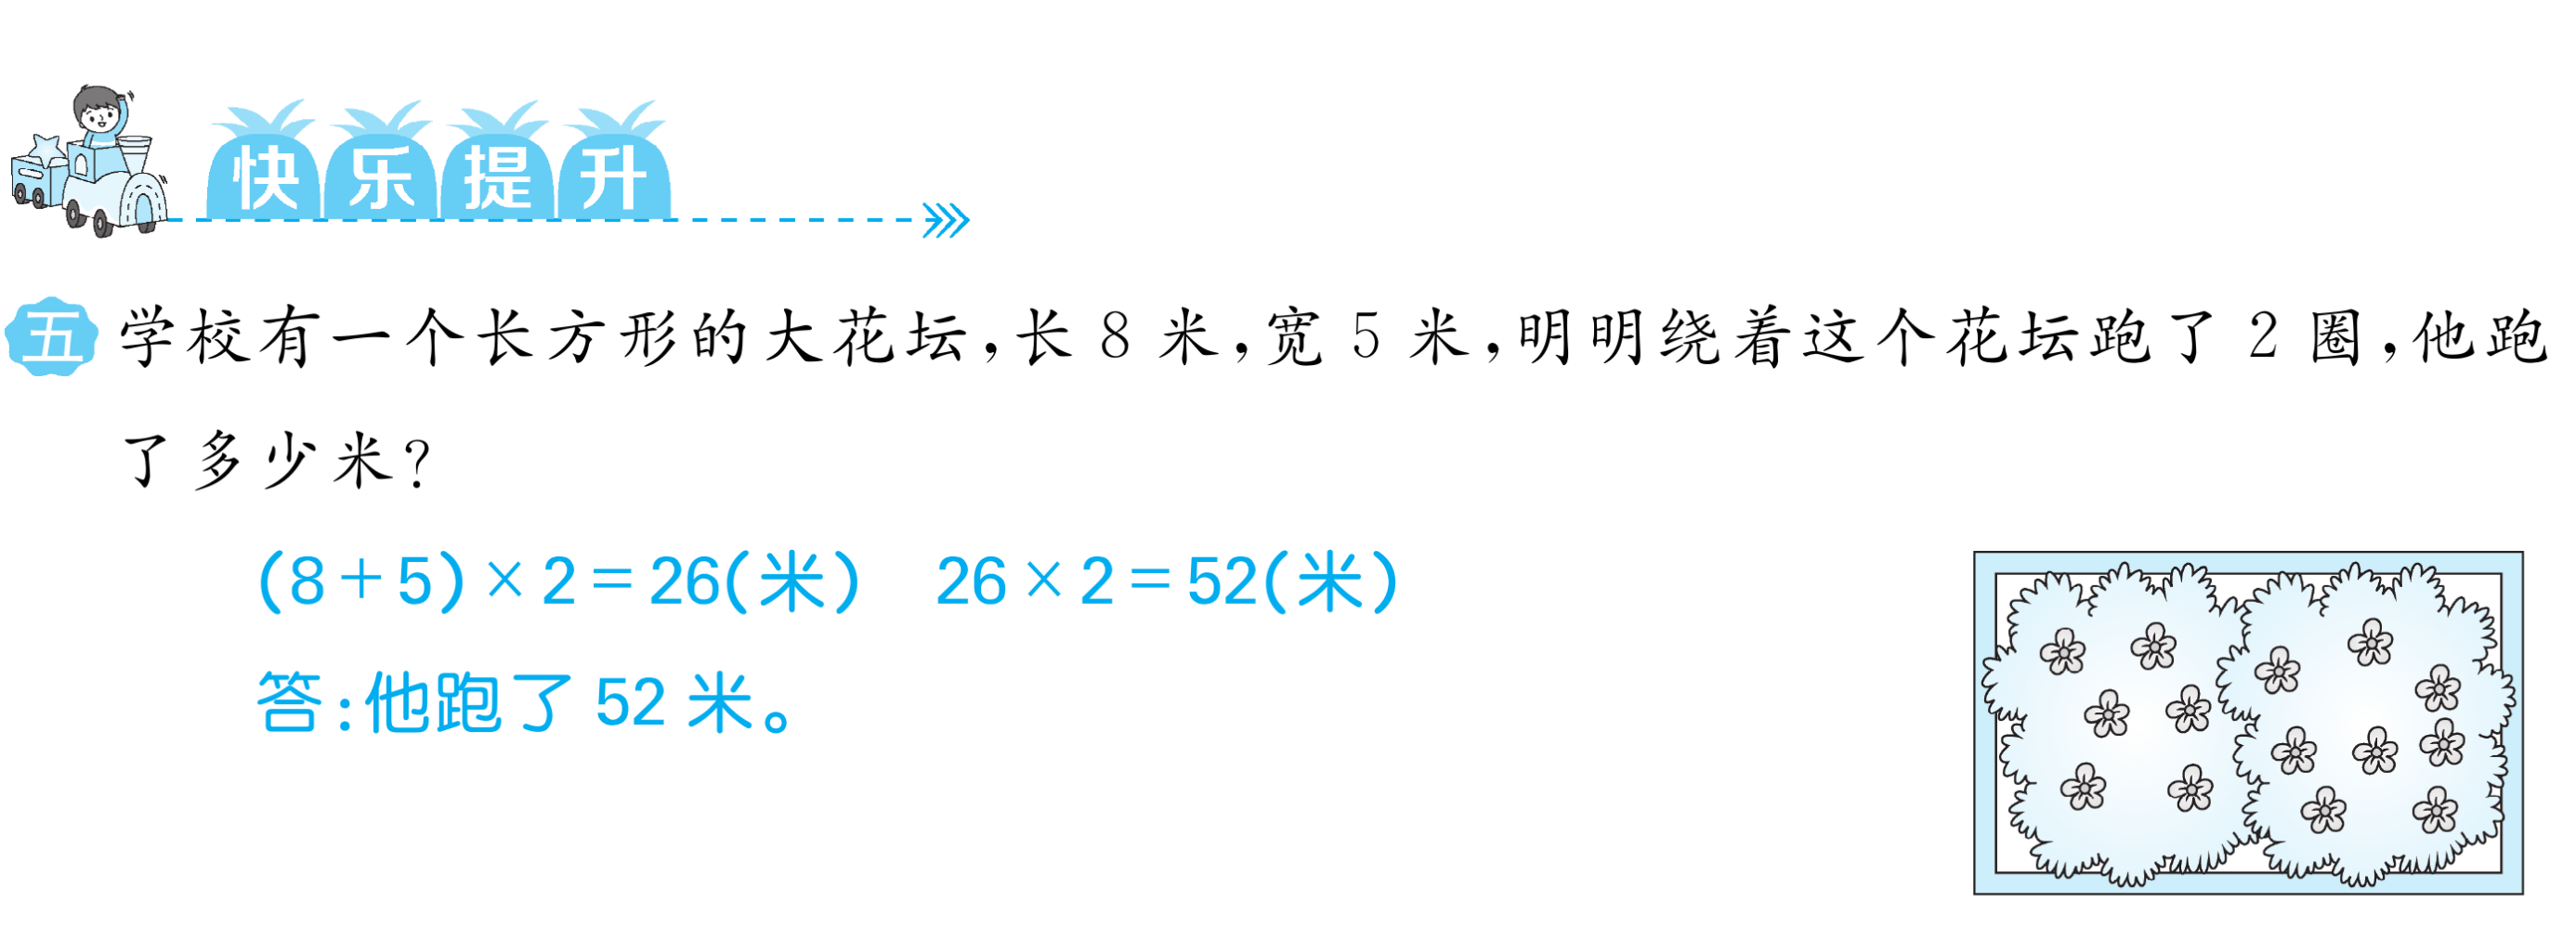 快乐提升
五 学校有一个长方形的大花坛,长 8 米,宽 5 米,明明绕着这个花坛跑了 2 圈,他跑
了多少米?
(8+5)×2=26(米) 26×2=52(米)
答:他跑了 52 米。